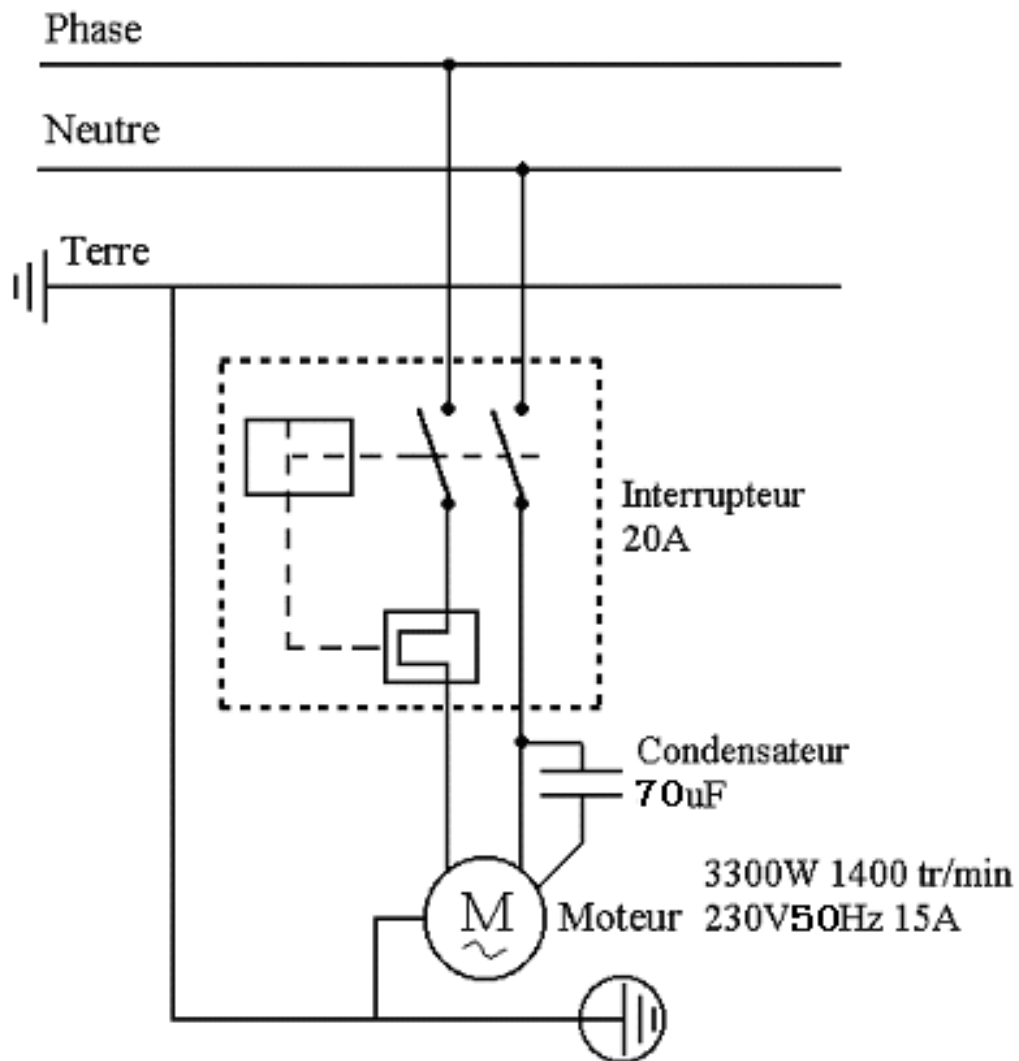 Phase
Neutre
Terre
Interrupteur
20A
Condensateur
70uF
3300W 1400 tr/min
M
Moteur 230V50Hz 15A